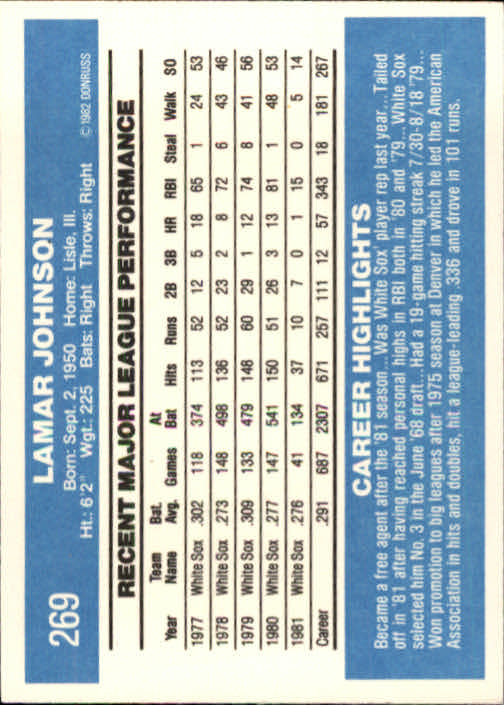 269
LAMAR JOHNSON
Born: Sept. 2, 1950 Home: Lisle, Ill.
Ht.: 6'2" Wgt.: 225 Bats: Right Throws: Right © 1982 DONRUSS
RECENT MAJOR LEAGUE PERFORMANCE
Year Team Name Bat. Avg. Games At Bat Hits Runs 2B 3B HR RBI Steal Walk SO
1977 White Sox .302 118 374 113 52 12 5 18 65 1 24 53
1978 White Sox .273 148 498 136 52 23 2 8 72 6 43 46
1979 White Sox .309 133 479 148 60 29 1 12 74 8 41 56
1980 White Sox .277 147 541 150 51 26 3 13 81 1 48 53
1981 White Sox .276 41 134 37 10 7 0 1 15 0 5 14
Career .291 687 2307 671 257 111 12 57 343 18 181 267
CAREER HIGHLIGHTS
Became a free agent after the '81 season...Was White Sox' player rep last year...Tailed
off in '81 after having reached personal highs in RBI both in '80 and '79...White Sox
selected him No. 3 in the June '68 draft....Had a 19-game hitting streak 7/30-8/18 '79...
Won promotion to big leagues after 1975 season at Denver in which he led the American
Association in hits and doubles, hit a league-leading .336 and drove in 101 runs.